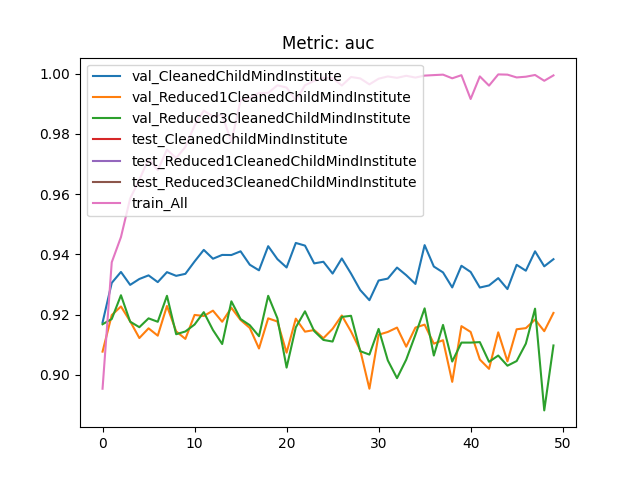 Metric: auc
1.00
0.98
0.96
0.94
0.92
0.90
val_CleanedChildMindInstitute
val_Reduced1CleanedChildMindInstitute
val_Reduced3CleanedChildMindInstitute
test_CleanedChildMindInstitute
test_Reduced1CleanedChildMindInstitute
test_Reduced3CleanedChildMindInstitute
train_All
0
10
20
30
40
50